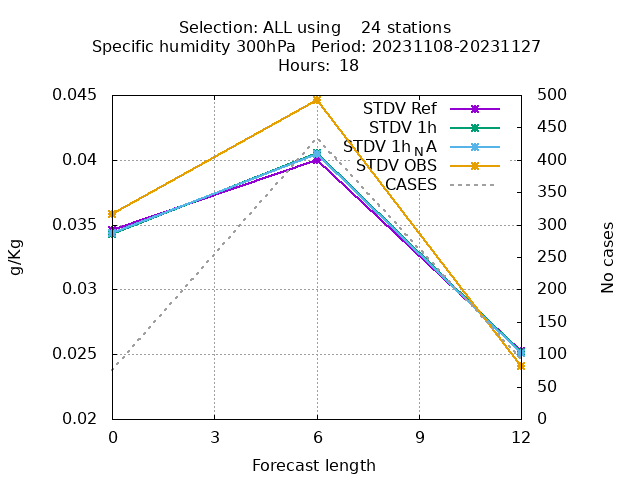 Selection: ALL using    24 stations
Specific humidity 300hPa   Period: 20231108-20231127
Hours:  18
STDV Ref
STDV 1h
STDV 1h_N A
STDV OBS
CASES
g/Kg
0.045
0.04
0.035
0.03
0.025
0.02
500
450
400
350
300
250
200
150
100
50
0
No cases
0 3 6 9 12
Forecast length